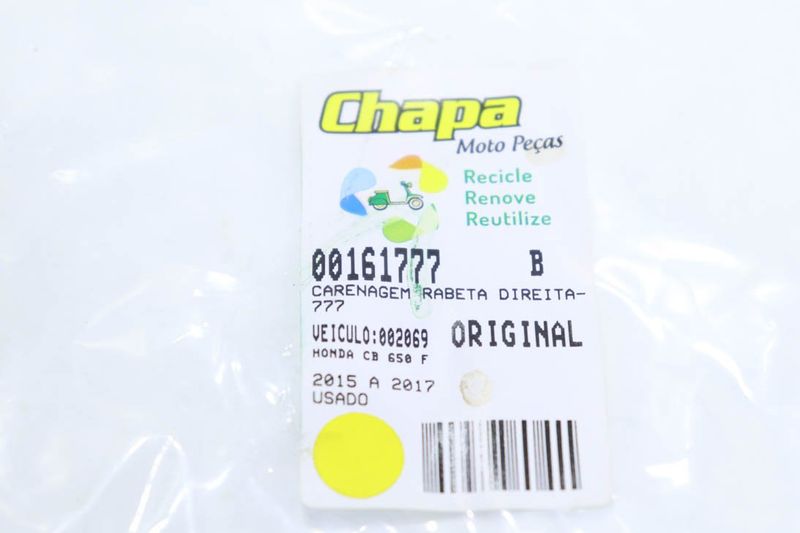 Chapa
Moto Peças
Recicle
Renove
Reutilize
00161777 B
CARENAGEM RABETA DIREITA-
777
VEICULO:002069 ORIGINAL
HONDA CB 650 F
2015 A 2017
USADO